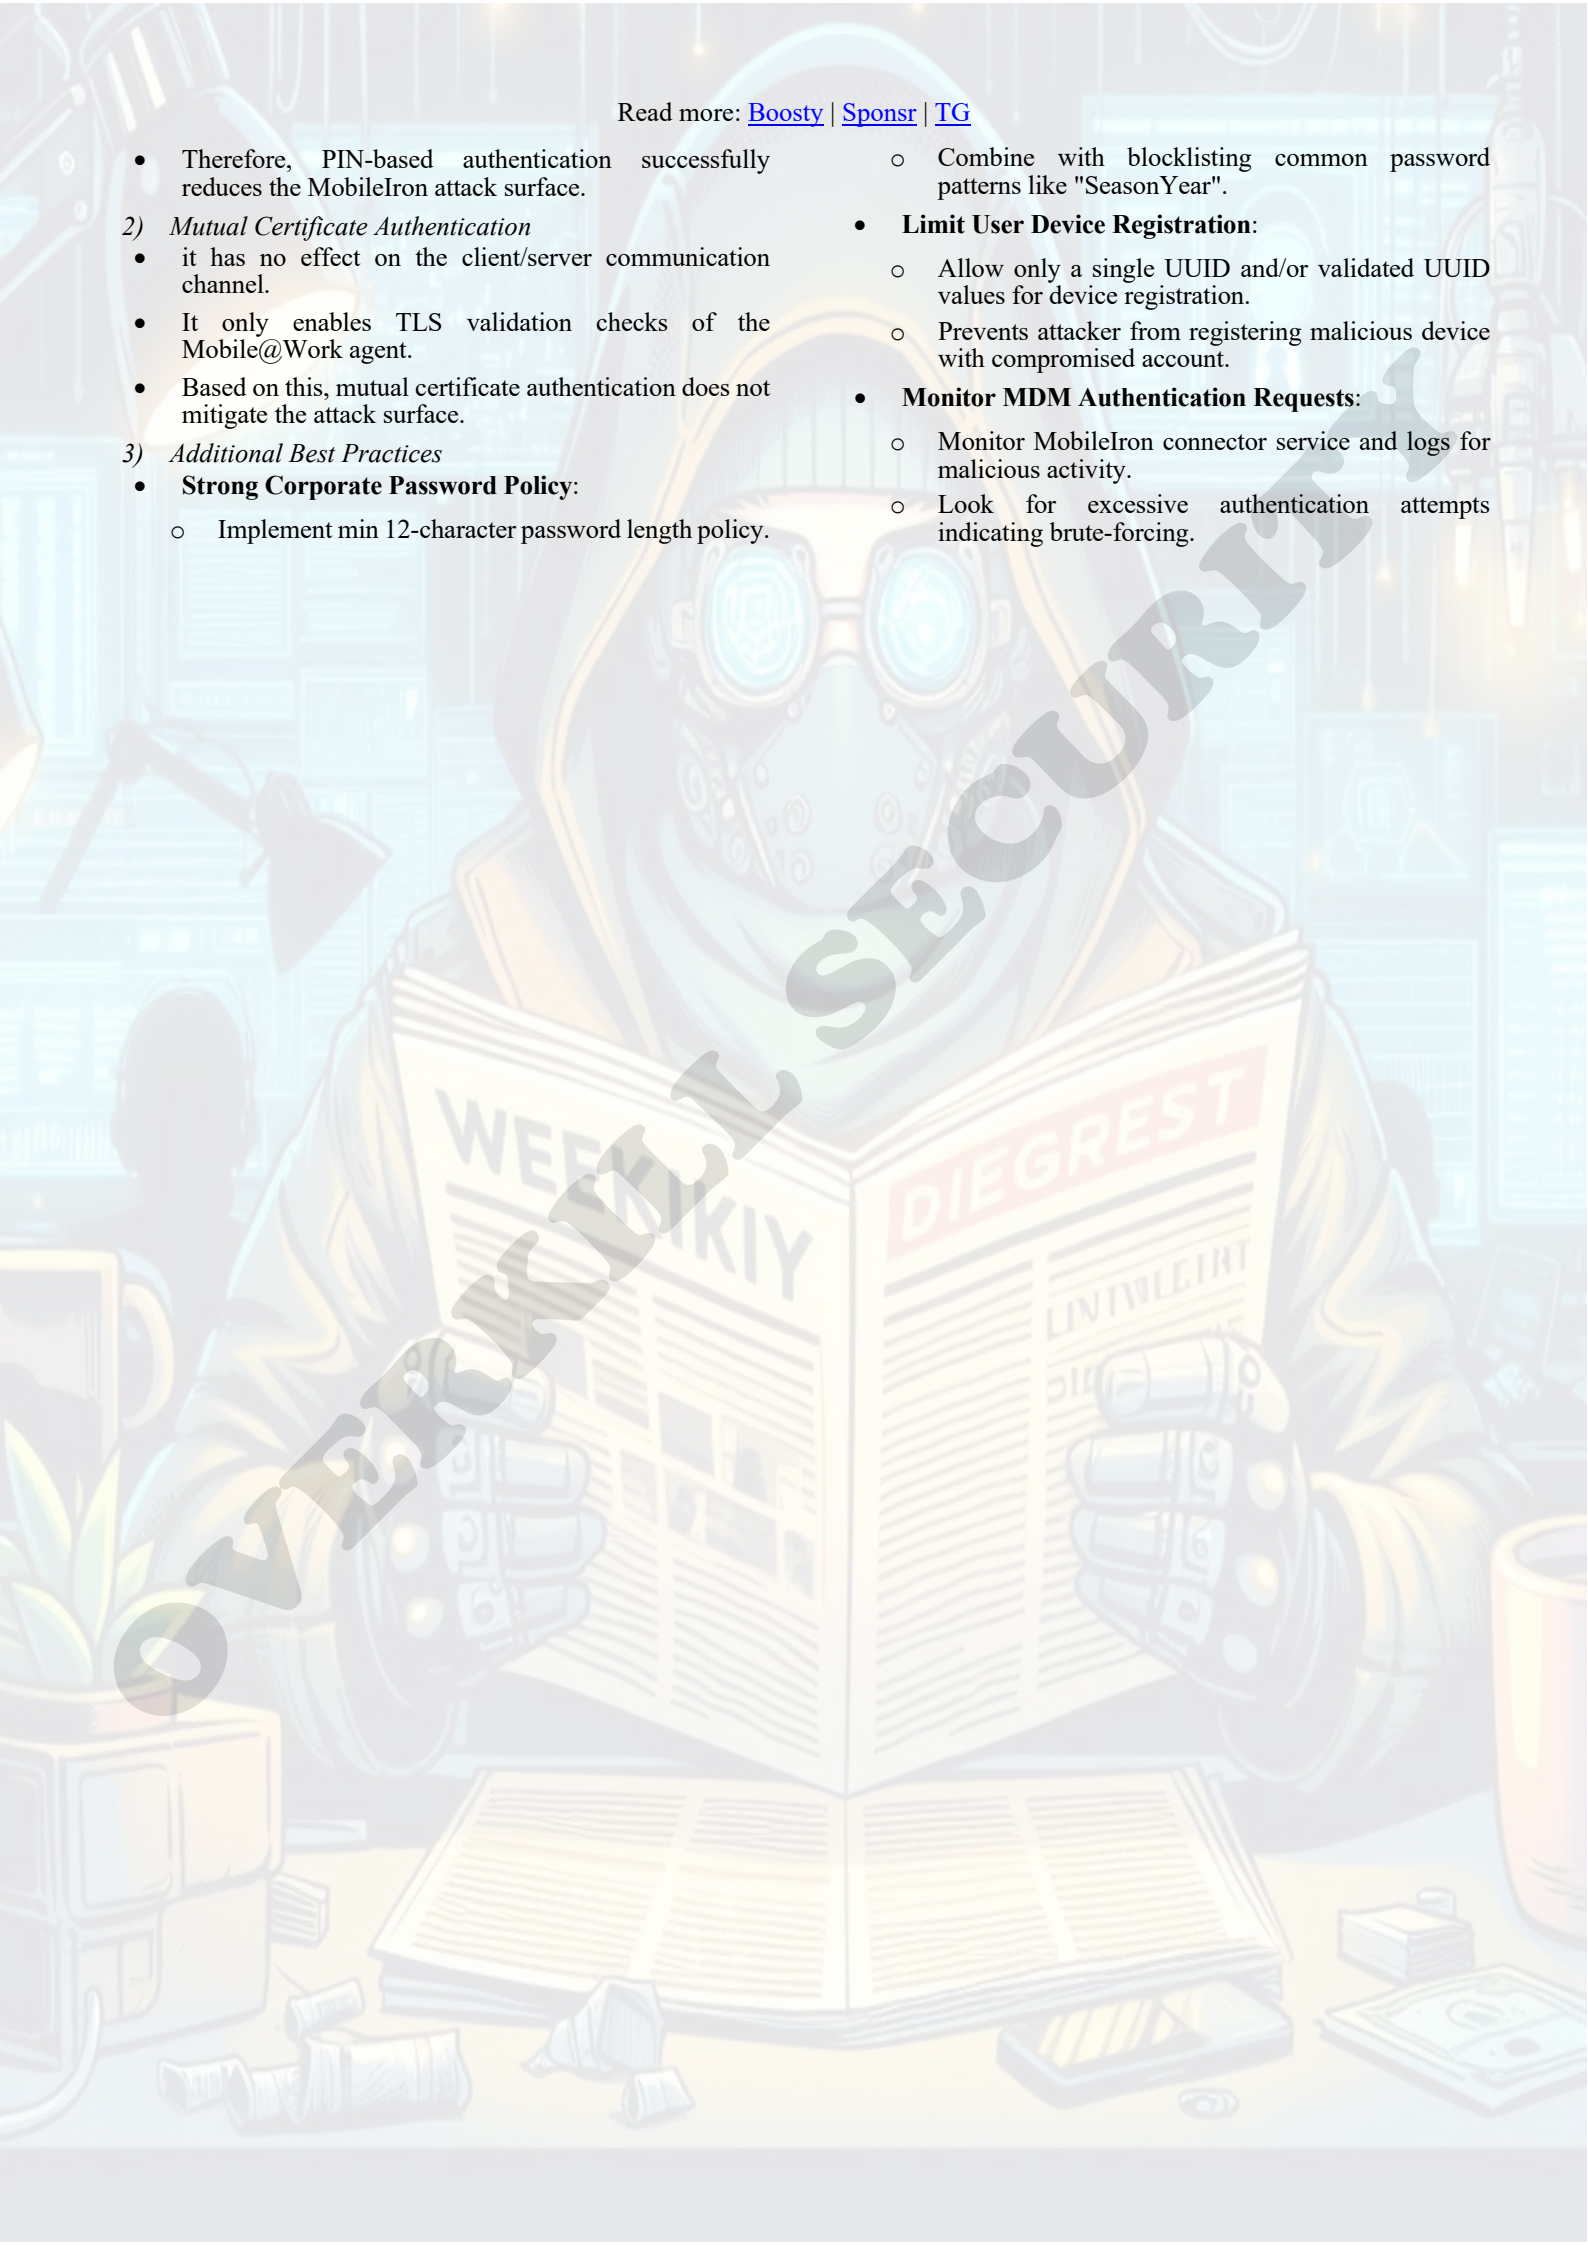 Read more: Boosty | Sponsr | TG
• Therefore, PIN-based authentication successfully
reduces the MobileIron attack surface.
2) Mutual Certificate Authentication
• it has no effect on the client/server communication
channel.
• It only enables TLS validation checks of the
Mobile@Work agent.
• Based on this, mutual certificate authentication does not
mitigate the attack surface.
3) Additional Best Practices
• Strong Corporate Password Policy:
o Implement min 12-character password length policy.
o Combine with blocklisting common password
patterns like "SeasonYear".
• Limit User Device Registration:
o Allow only a single UUID and/or validated UUID
values for device registration.
o Prevents attacker from registering malicious device
with compromised account.
• Monitor MDM Authentication Requests:
o Monitor MobileIron connector service and logs for
malicious activity.
o Look for excessive authentication attempts
indicating brute-forcing.
OVERKILL SECURITY
WEEKIKIY
DIEGREST